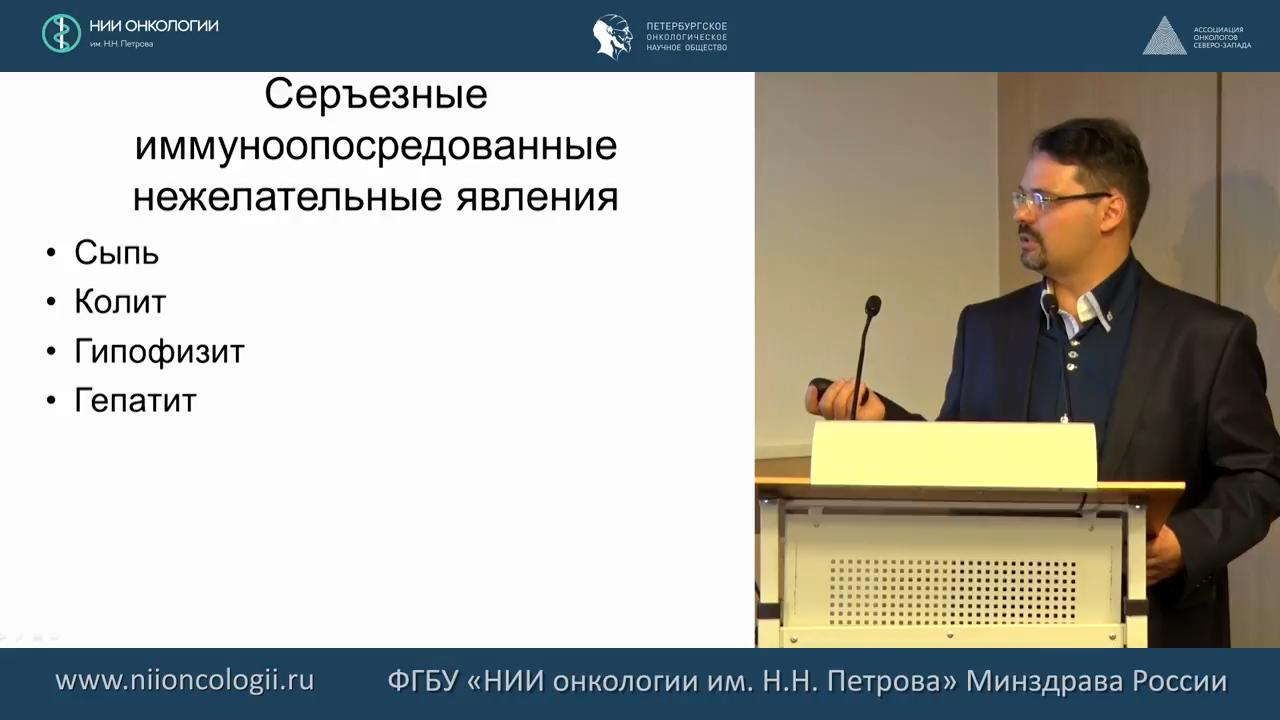 НИИ ОНКОЛОГИИ
им. Н.Н. Петрова
ПЕТЕРБУРГСКОЕ
ОНКОЛОГИЧЕСКОЕ
НАУЧНОЕ ОБЩЕСТВО
АССОЦИАЦИЯ
ОНКОЛОГОВ
СЕВЕРО-ЗАПАДА
Серъезные
иммуноопосредованные
нежелательные явления
• Сыпь
• Колит
• Гипофизит
• Гепатит
www.niioncologii.ru
ФГБУ «НИИ онкологии им. Н.Н. Петрова» Минздрава России